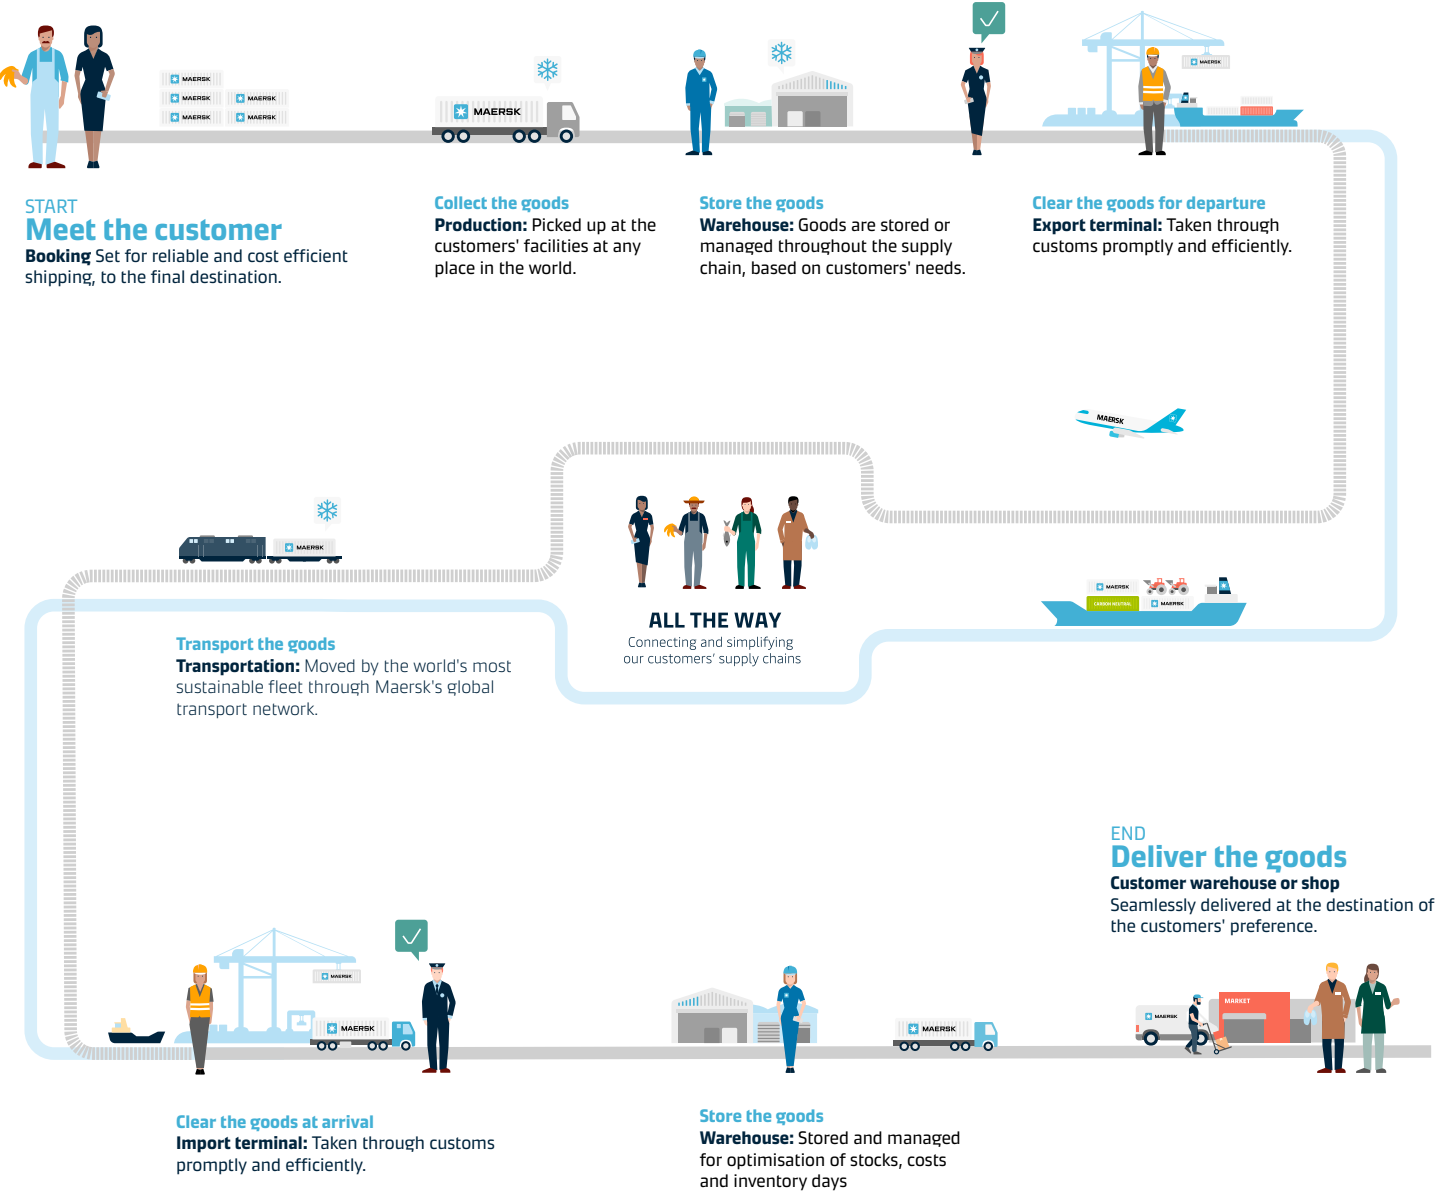 MAERSK
MAERSK
MAERSK
MAERSK
MAERSK
MAERSK
MAERSK
START
Meet the customer
Booking Set for reliable and cost efficient
shipping, to the final destination.
Collect the goods
Production: Picked up at the
customers' facilities at any
place in the world.
Store the goods
Warehouse: Goods are stored or
managed throughout the supply
chain, based on customers' needs.
Clear the goods for departure
Export terminal: Taken through
customs promptly and efficiently.
MAERSK
MAERSK
MAERSK
CARBON NEUTRAL
MAERSK
ALL THE WAY
Connecting and simplifying
our customers' supply chains
Transport the goods
Transportation: Moved by the world's most
sustainable fleet through Maersk's global
transport network.
END
Deliver the goods
Customer warehouse or shop
Seamlessly delivered at the destination of
the customers' preference.
MAERSK
MAERSK
MAERSK
MAERSK
MARKET
Clear the goods at arrival
Import terminal: Taken through customs
promptly and efficiently.
Store the goods
Warehouse: Stored and managed
for optimisation of stocks, costs
and inventory days